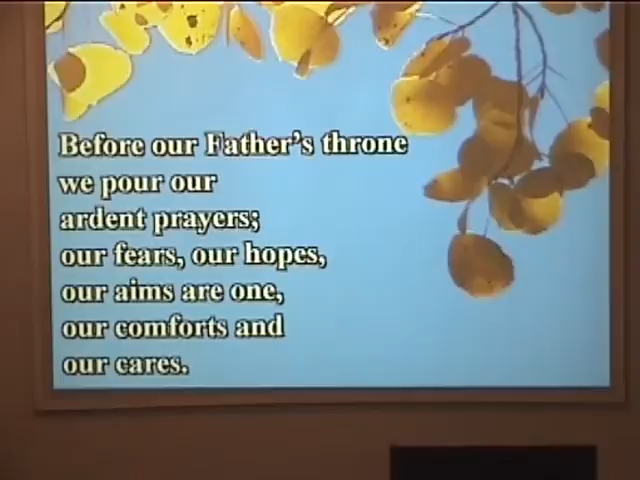 Before our Father's throne
we pour our
ardent prayers;
our fears, our hopes,
our aims are one,
our comforts and
our cares.